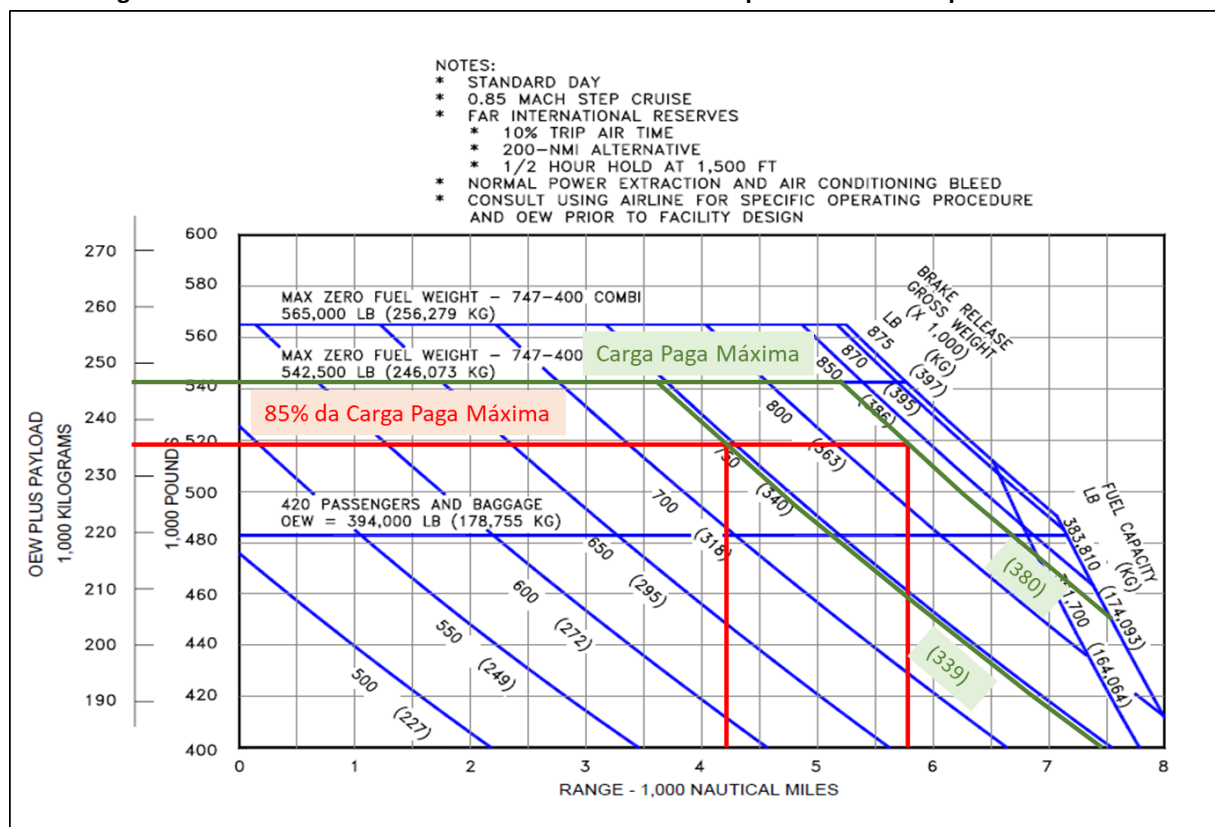 NOTES:
* STANDARD DAY
* 0.85 MACH STEP CRUISE
* FAR INTERNATIONAL RESERVES
* 10% TRIP AIR TIME
* 200-NMI ALTERNATIVE
* 1/2 HOUR HOLD AT 1,500 FT
* NORMAL POWER EXTRACTION AND AIR CONDITIONING BLEED
* CONSULT USING AIRLINE FOR SPECIFIC OPERATING PROCEDURE
AND OEW PRIOR TO FACILITY DESIGN
OEW PLUS PAYLOAD
1,000 KILOGRAMS
270
260
250
240
230
220
210
200
190
1,000 POUNDS
600
580
560
540
520
500
480
460
440
420
400
MAX ZERO FUEL WEIGHT - 747-400 COMBI
565,000 LB (256,279 KG)
MAX ZERO FUEL WEIGHT - 747-400
542,500 LB (246,073 KG)
Carga Paga Máxima
85% da Carga Paga Máxima
420 PASSENGERS AND BAGGAGE
OEW = 394,000 LB (178,755 KG)
BRAKE RELEASE
GROSS WEIGHT
(X 1,000)
LB
(KG)
875
(397)
870
(395)
850
(386)
800
(363)
750
(340)
700
(318)
650
(295)
600
(272)
550
(249)
500
(227)
(380)
(339)
FUEL CAPACITY
LB
(KG)
383,810
(174,093)
1,700
(164,064)
0
1
2
3
4
5
6
7
8
RANGE - 1,000 NAUTICAL MILES